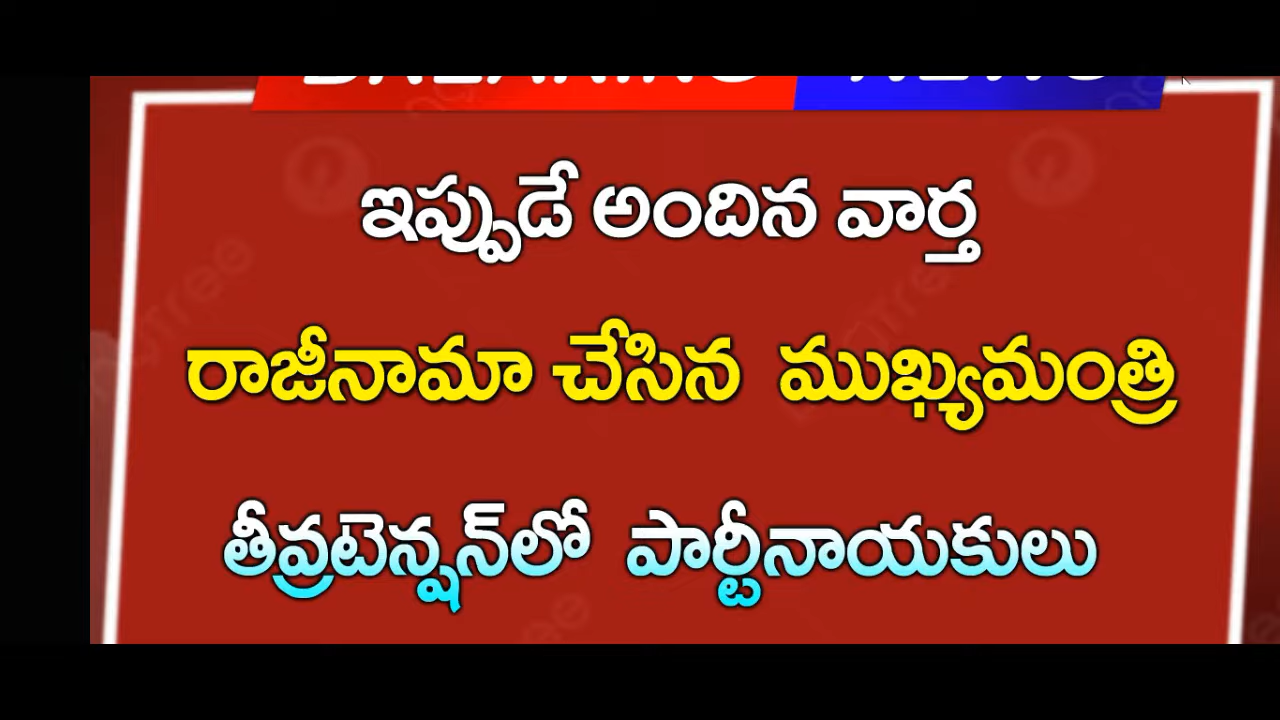 ఇప్పుడే అందిన వార్త
రాజీనామా చేసిన ముఖ్యమంత్రి
తీవ్రటెన్షన్‌లో పార్టీనాయకులు